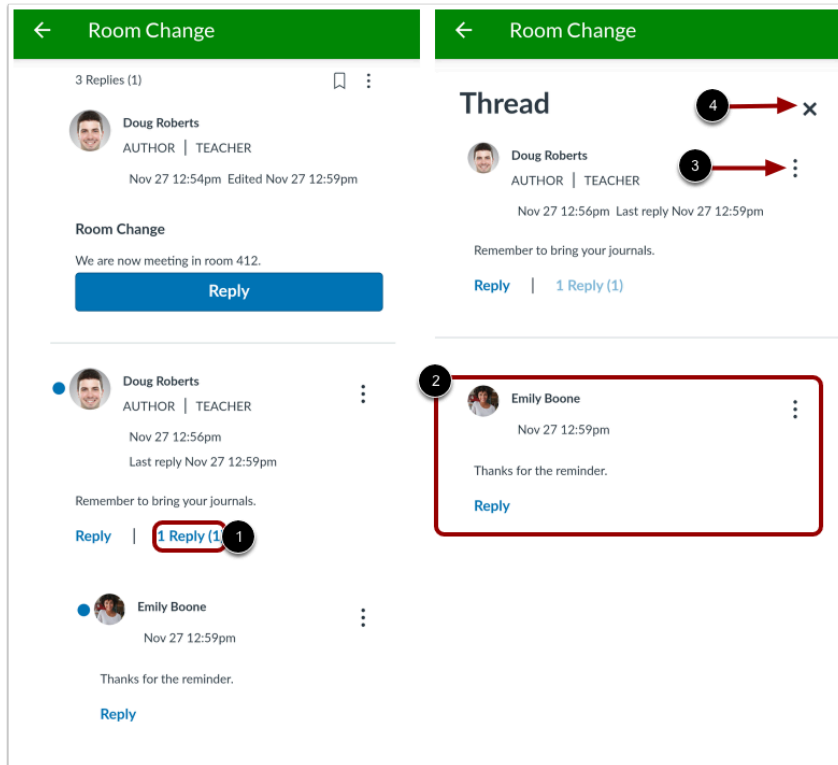 Room Change
3 Replies (1)
Doug Roberts
AUTHOR | TEACHER
Nov 27 12:54pm Edited Nov 27 12:59pm
Room Change
We are now meeting in room 412.
Reply
Doug Roberts
AUTHOR | TEACHER
Nov 27 12:56pm
Last reply Nov 27 12:59pm
Remember to bring your journals.
Reply | 1 Reply (1)
1
Emily Boone
Nov 27 12:59pm
Thanks for the reminder.
Reply
Room Change
Thread
4
Doug Roberts
3
AUTHOR | TEACHER
Nov 27 12:56pm Last reply Nov 27 12:59pm
Remember to bring your journals.
Reply | 1 Reply (1)
2
Emily Boone
Nov 27 12:59pm
Thanks for the reminder.
Reply